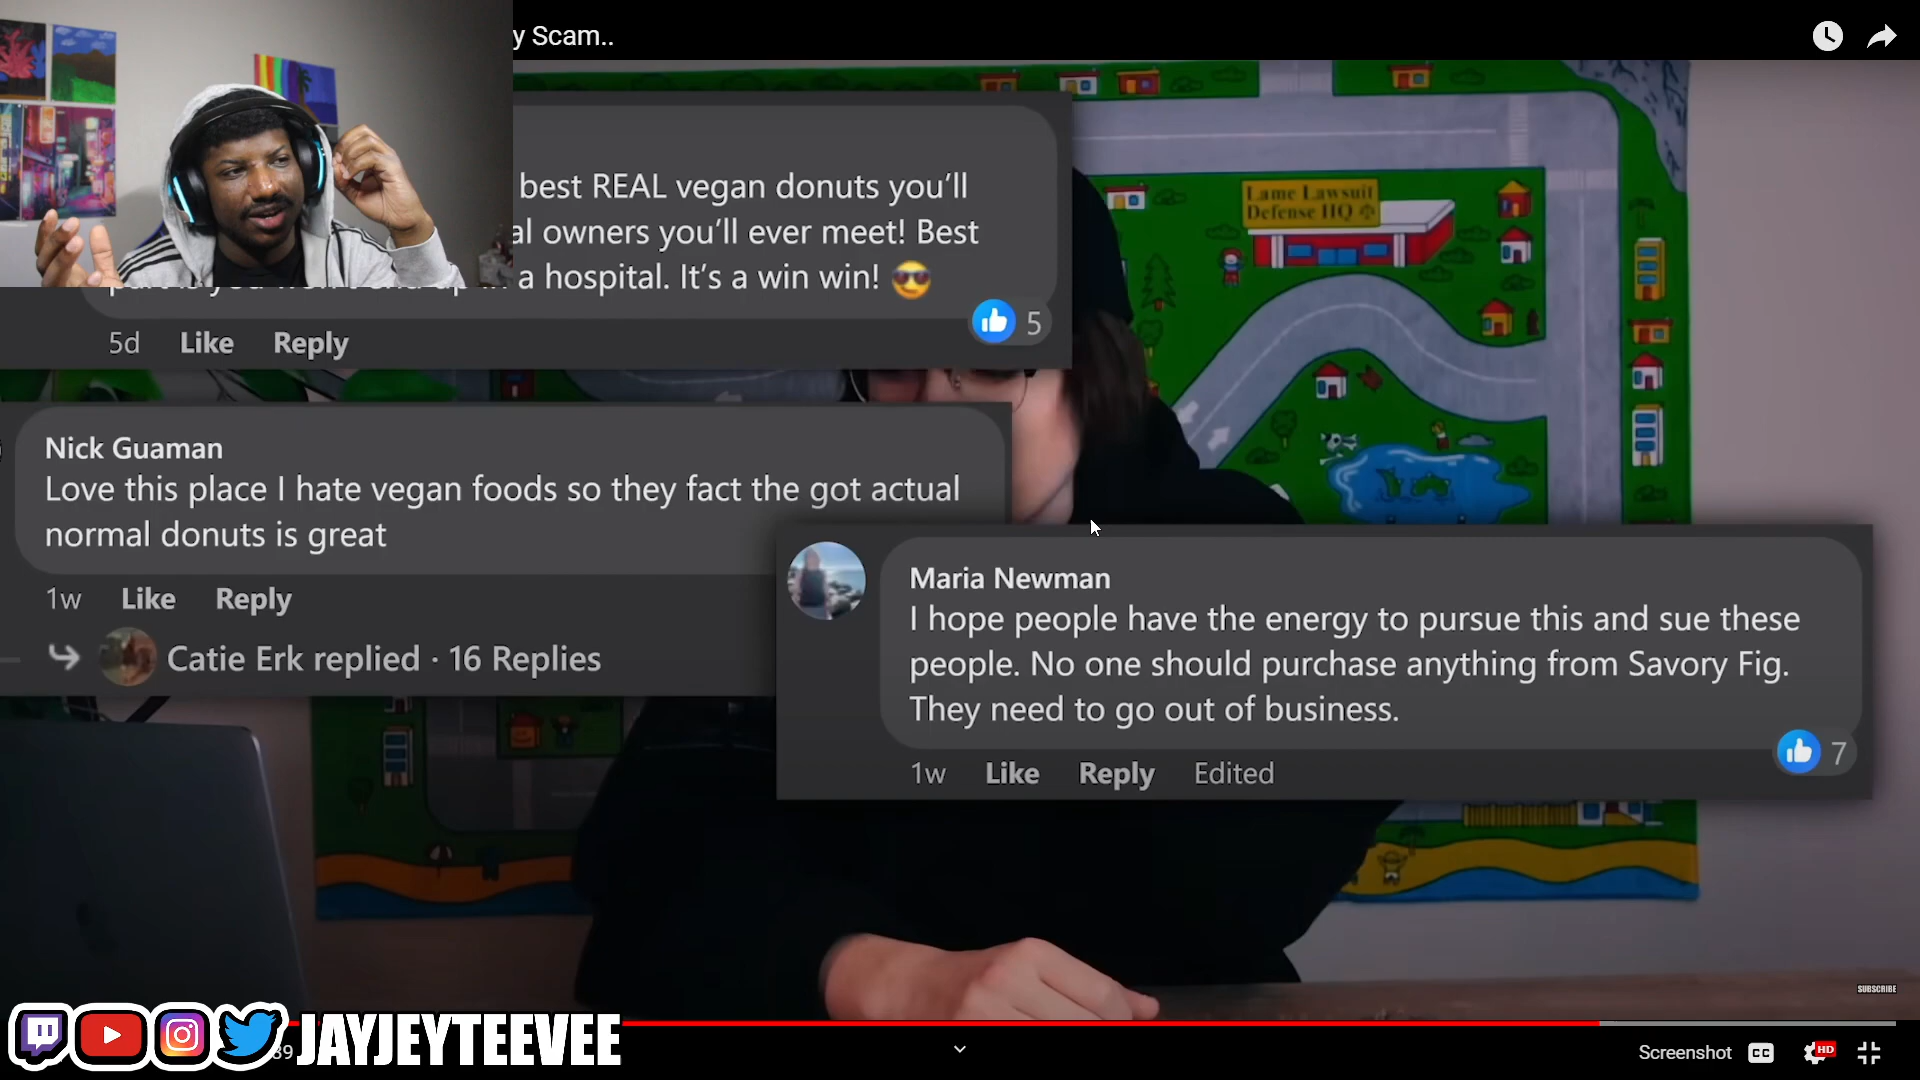 y Scam..
best REAL vegan donuts you'll
al owners you'll ever meet! Best
a hospital. It's a win win! 😎
5d Like Reply
5
Nick Guaman
Love this place I hate vegan foods so they fact the got actual
normal donuts is great
1w Like Reply
Catie Erk replied · 16 Replies
Lame Lawsuit
Defense HQ
Maria Newman
I hope people have the energy to pursue this and sue these
people. No one should purchase anything from Savory Fig.
They need to go out of business.
1w Like Reply Edited
7
SUBSCRIBE
39
JAYJEYTEEVEE
Screenshot
CC
HD